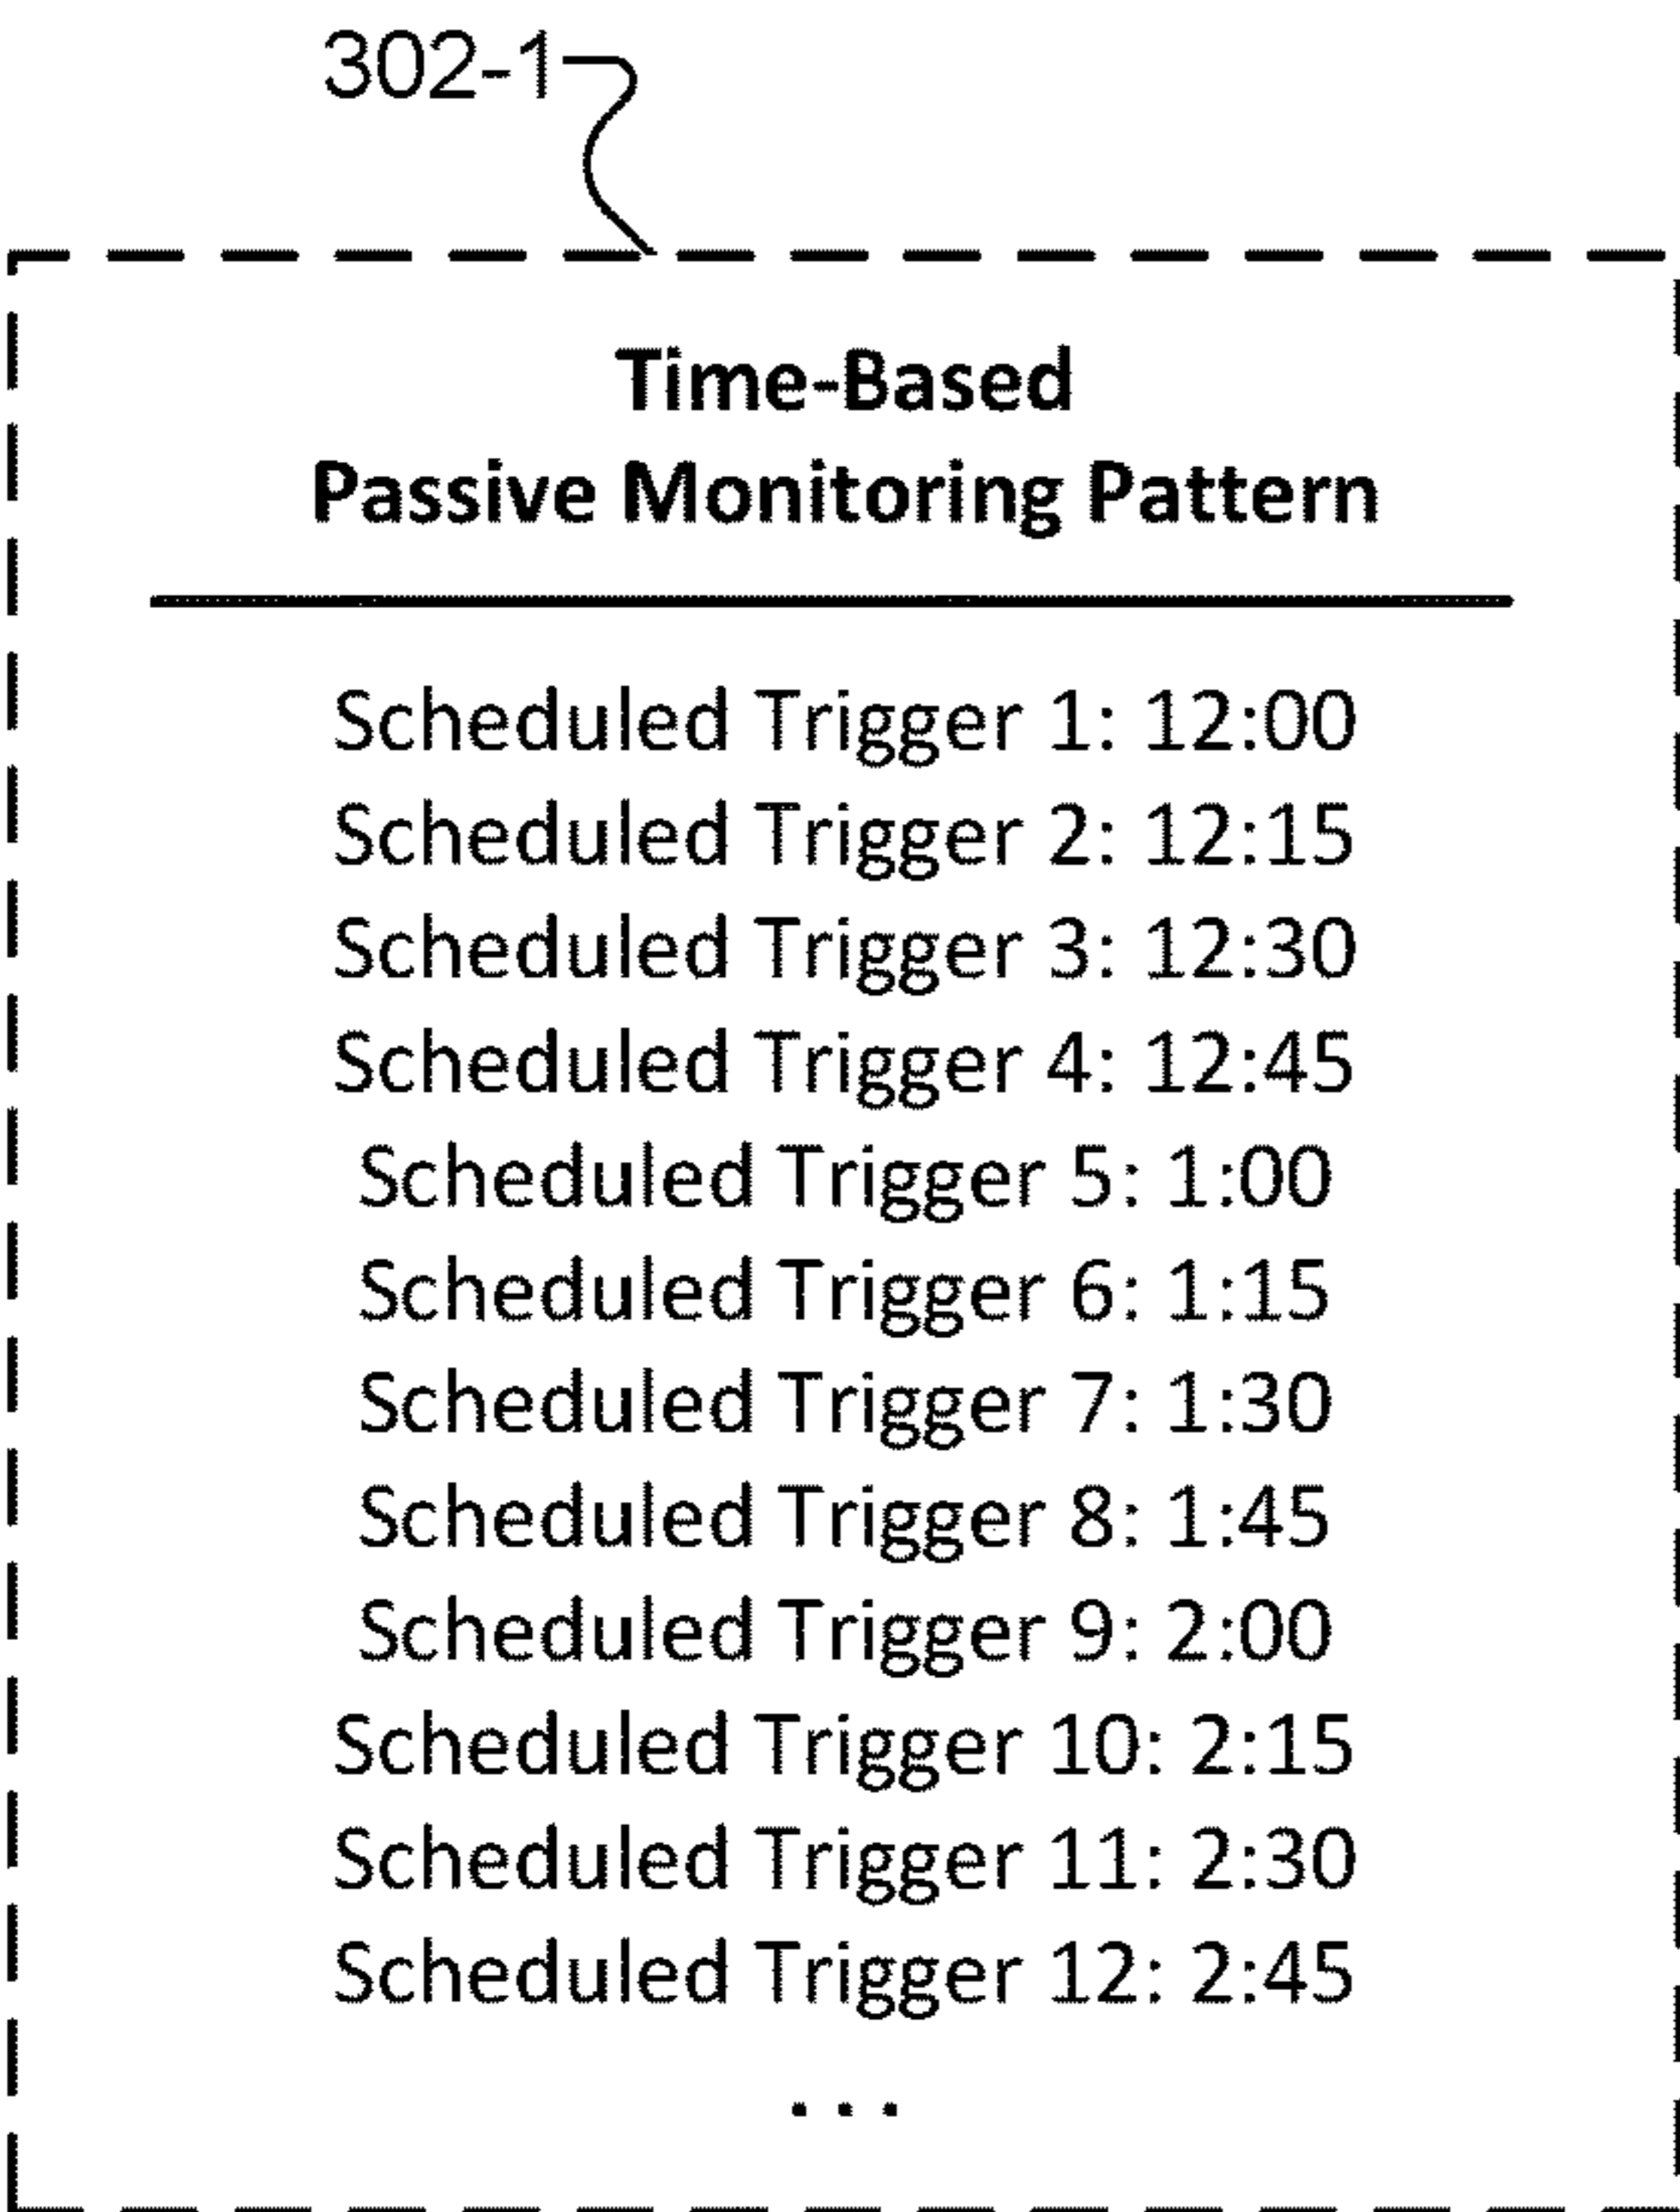 302-1
Time-Based
Passive Monitoring Pattern
Scheduled Trigger 1: 12:00
Scheduled Trigger 2: 12:15
Scheduled Trigger 3: 12:30
Scheduled Trigger 4: 12:45
Scheduled Trigger 5: 1:00
Scheduled Trigger 6: 1:15
Scheduled Trigger 7: 1:30
Scheduled Trigger 8: 1:45
Scheduled Trigger 9: 2:00
Scheduled Trigger 10: 2:15
Scheduled Trigger 11: 2:30
Scheduled Trigger 12: 2:45
...